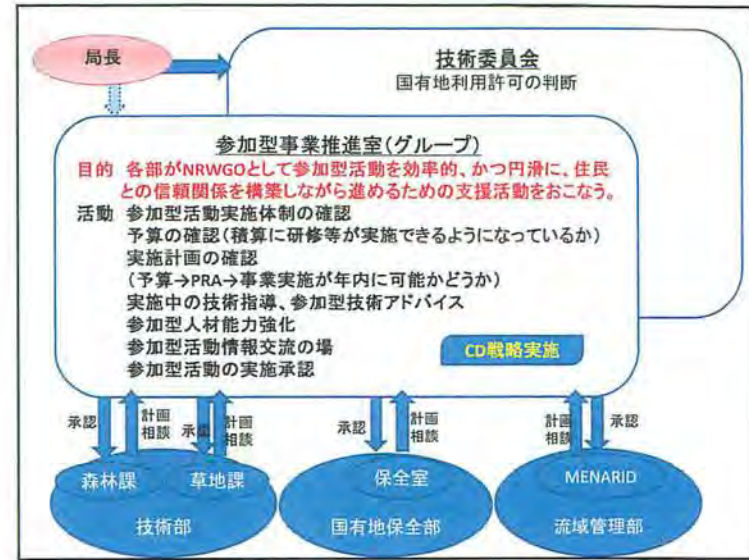 局長
技術委員会
国有地利用許可の判断
参加型事業推進室(グループ)
目的 各部がNRWGOとして参加型活動を効率的、かつ円滑に、住民
との信頼関係を構築しながら進めるための支援活動をおこなう。
活動 参加型活動実施体制の確認
予算の確認(積算に研修等が実施できるようになっているか)
実施計画の確認
(予算→PRA→事業実施が年内に可能かどうか)
実施中の技術指導、参加型技術アドバイス
参加型人材能力強化
参加型活動情報交流の場
参加型活動の実施承認
CD戦略実施
承認
計画
相談
承認
計画
相談
承認
計画
相談
計画
相談
承認
森林課
草地課
保全室
MENARID
技術部
国有地保全部
流域管理部